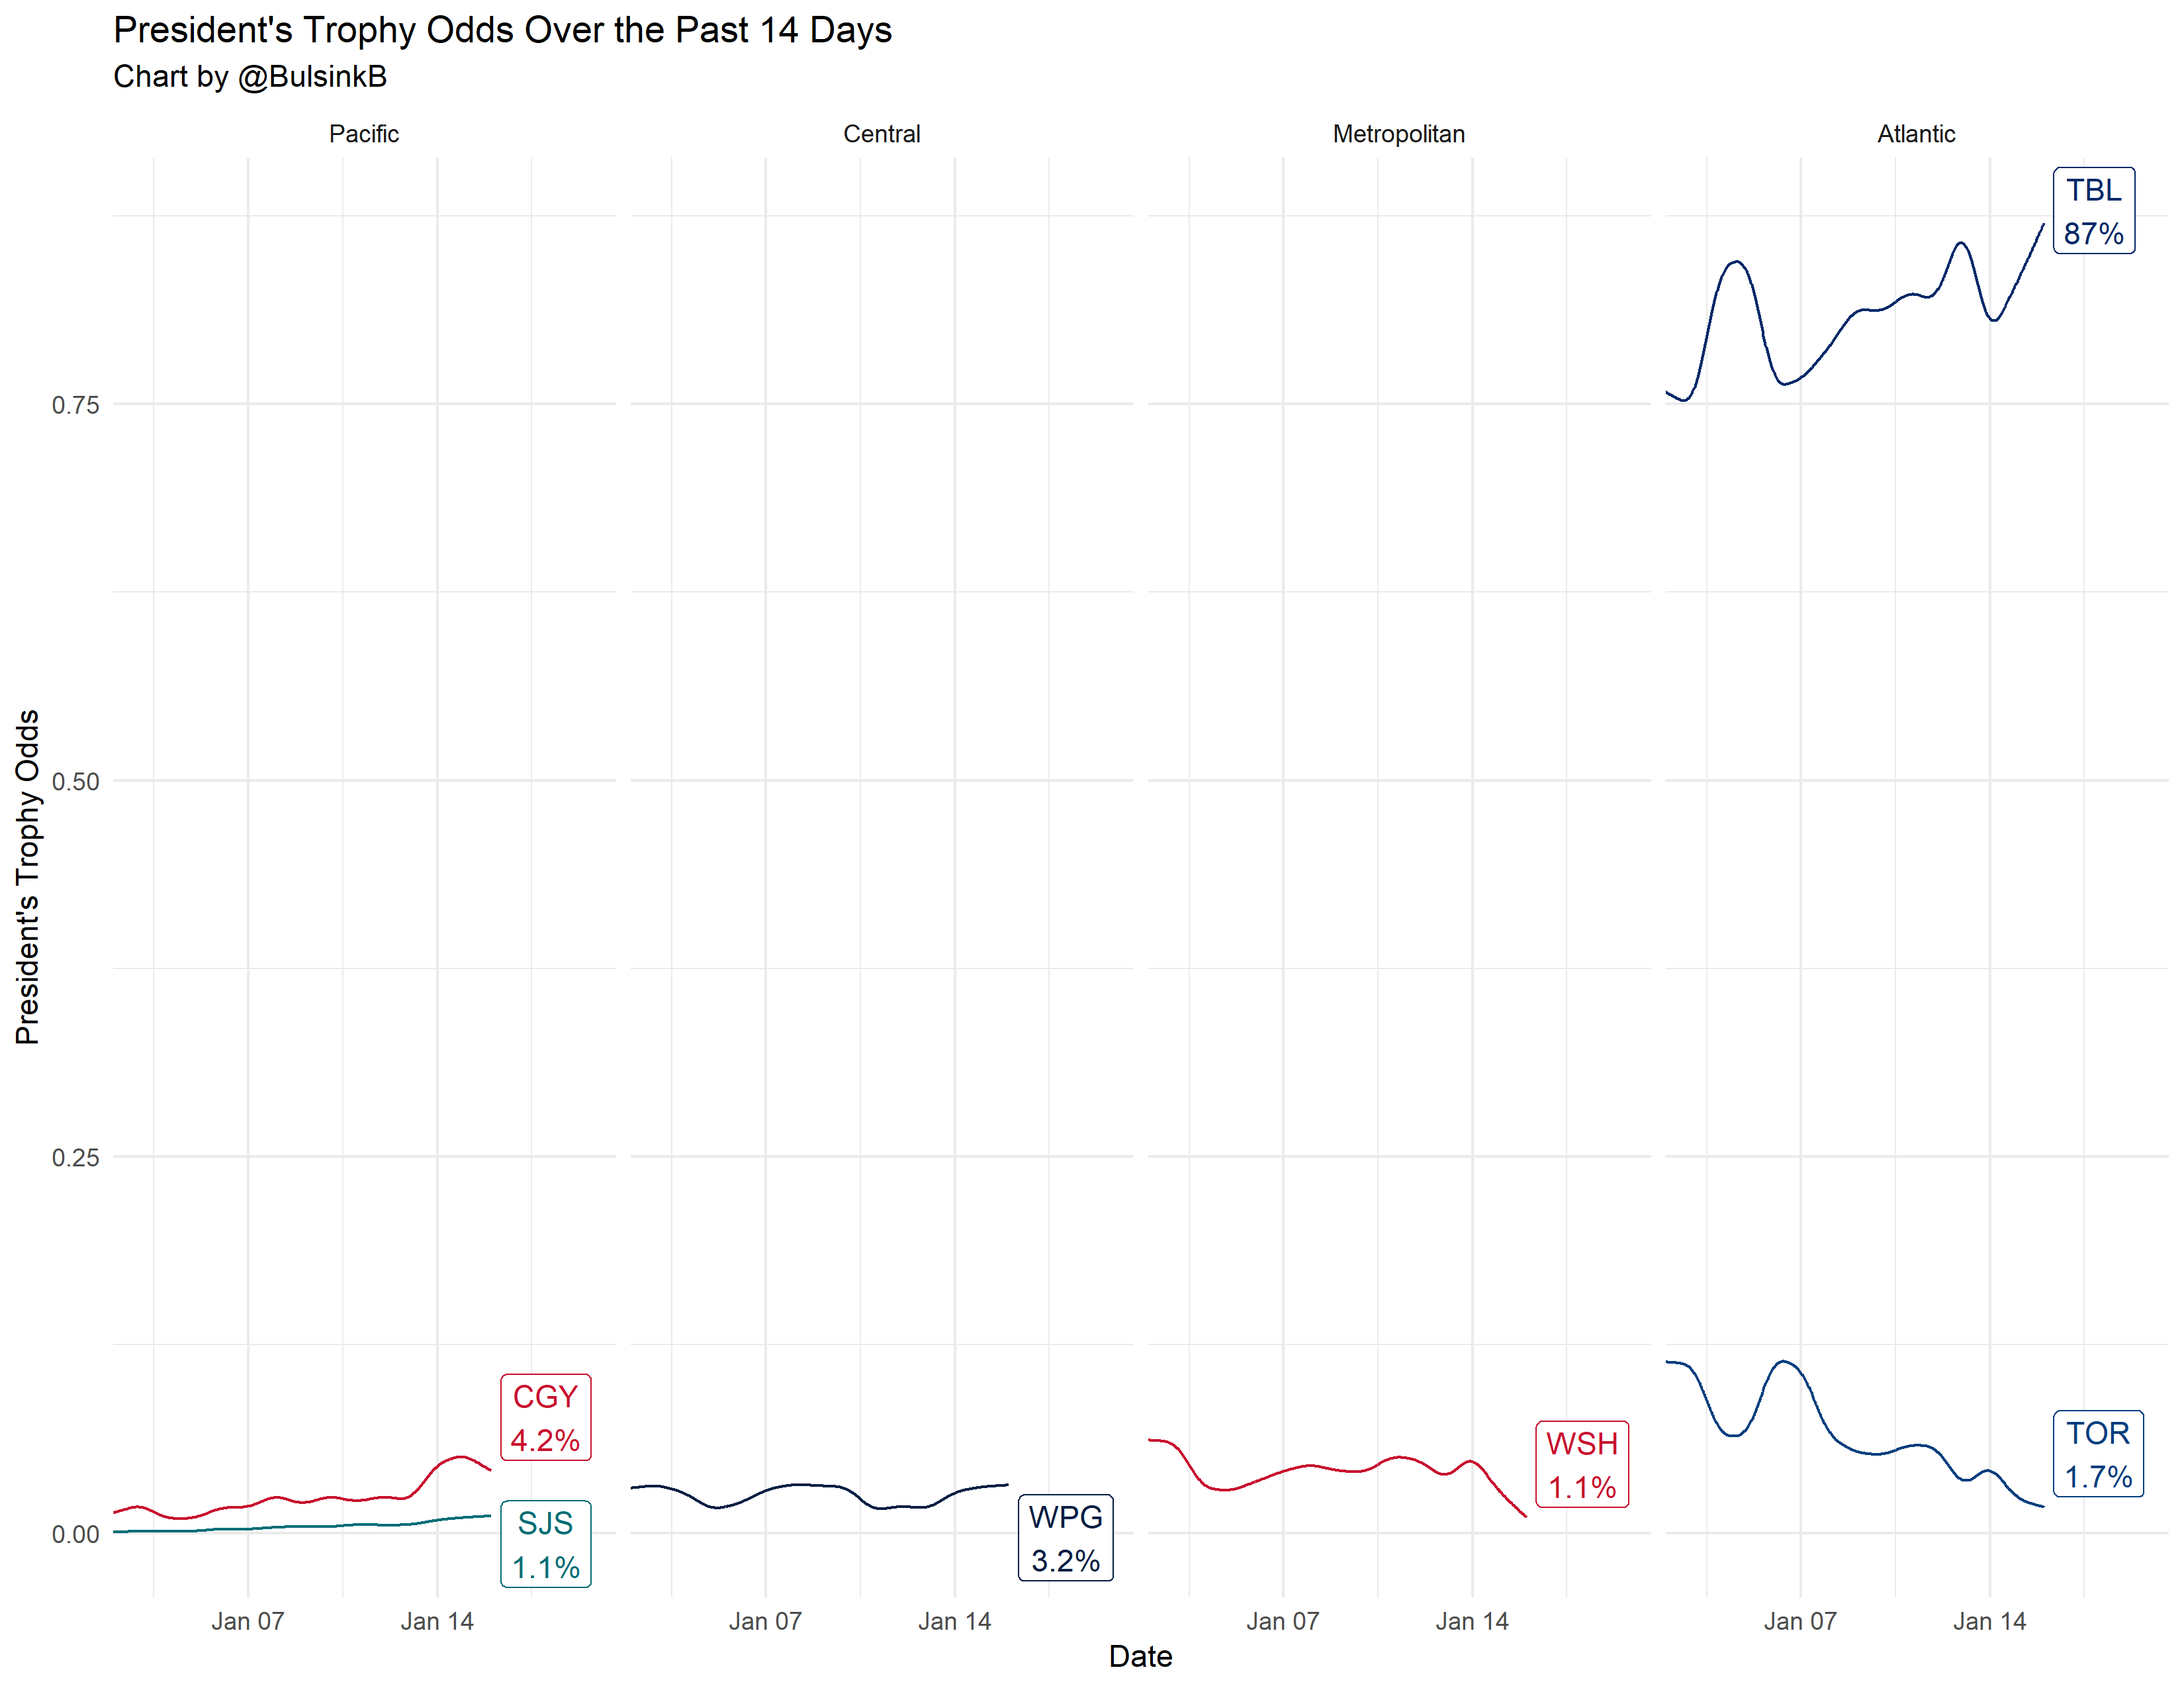 President's Trophy Odds Over the Past 14 Days
Chart by @BulsinkB
Pacific
Central
Metropolitan
Atlantic
President's Trophy Odds
0.75
0.50
0.25
0.00
CGY
4.2%
SJS
1.1%
WPG
3.2%
WSH
1.1%
TBL
87%
TOR
1.7%
Jan 07
Jan 14
Jan 07
Jan 14
Jan 07
Jan 14
Jan 07
Jan 14
Date